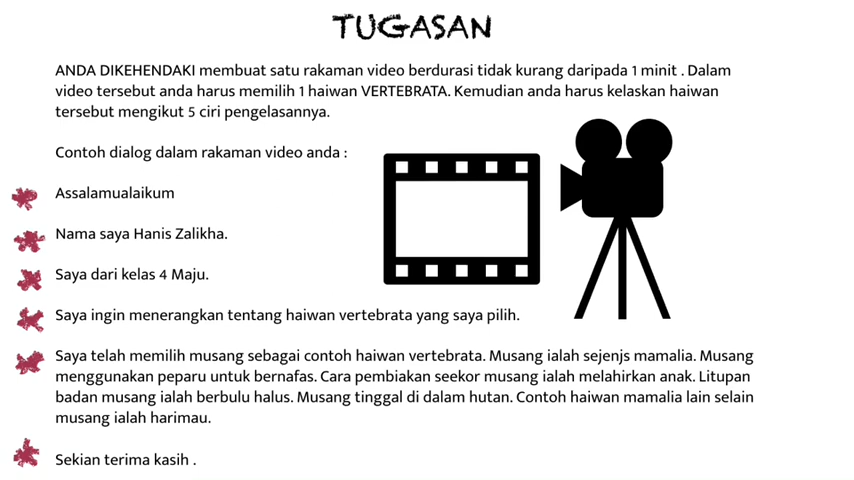 TUGASAN
ANDA DIKEHENDAKI membuat satu rakaman video berdurasi tidak kurang daripada 1 minit . Dalam
video tersebut anda harus memilih 1 haiwan VERTEBRATA. Kemudian anda harus kelaskan haiwan
tersebut mengikut 5 ciri pengelasannya.
Contoh dialog dalam rakaman video anda :
Assalamualaikum
Nama saya Hanis Zalikha.
Saya dari kelas 4 Maju.
Saya ingin menerangkan tentang haiwan vertebrata yang saya pilih.
Saya telah memilih musang sebagai contoh haiwan vertebrata. Musang ialah sejenjs mamalia. Musang
menggunakan peparu untuk bernafas. Cara pembiakan seekor musang ialah melahirkan anak. Litupan
badan musang ialah berbulu halus. Musang tinggal di dalam hutan. Contoh haiwan mamalia lain selain
musang ialah harimau.
Sekian terima kasih .